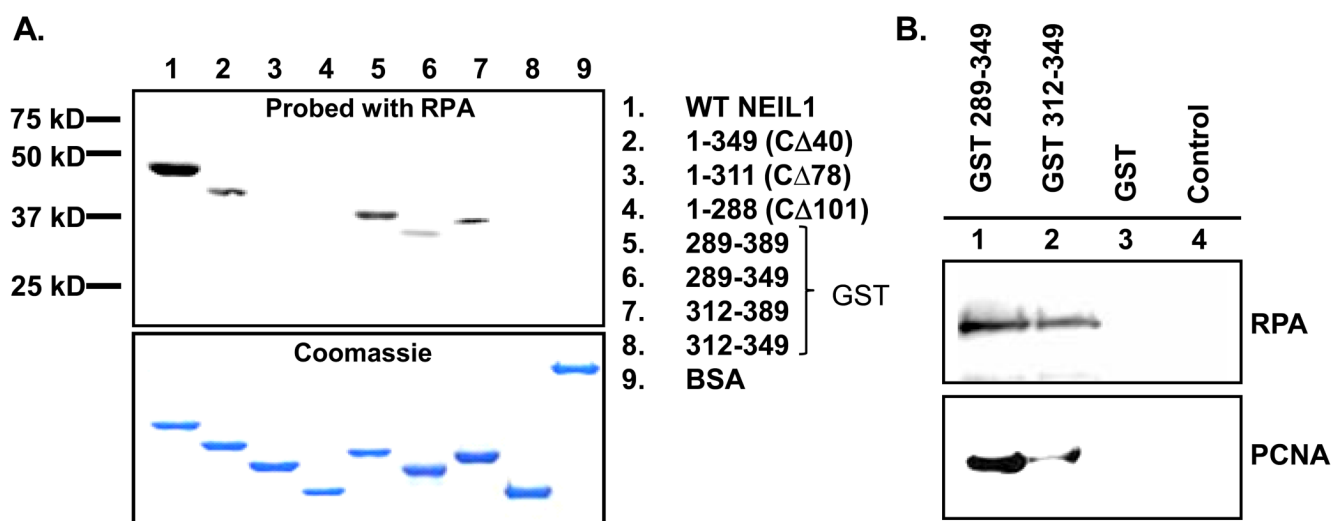 A.
1 2 3 4 5 6 7 8 9
Probed with RPA
75 kD
50 kD
37 kD
25 kD
Coomassie
1. WT NEIL1
2. 1-349 (CΔ40)
3. 1-311 (CΔ78)
4. 1-288 (CΔ101)
5. 289-389
6. 289-349
7. 312-389
8. 312-349
9. BSA
GST
B.
GST 289-349
GST 312-349
GST
Control
1 2 3 4
RPA
PCNA